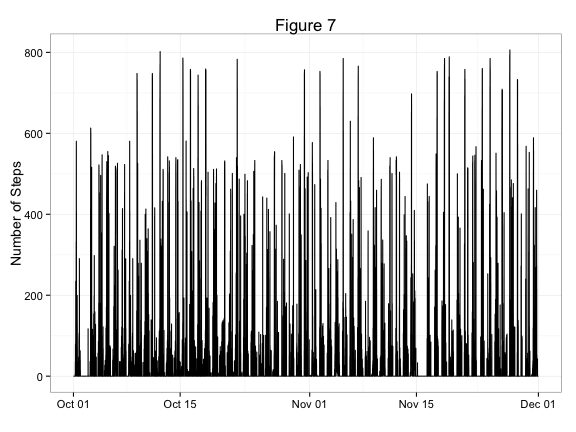 Figure 7
Number of Steps
800
600
400
200
0
Oct 01
Oct 15
Nov 01
Nov 15
Dec 01